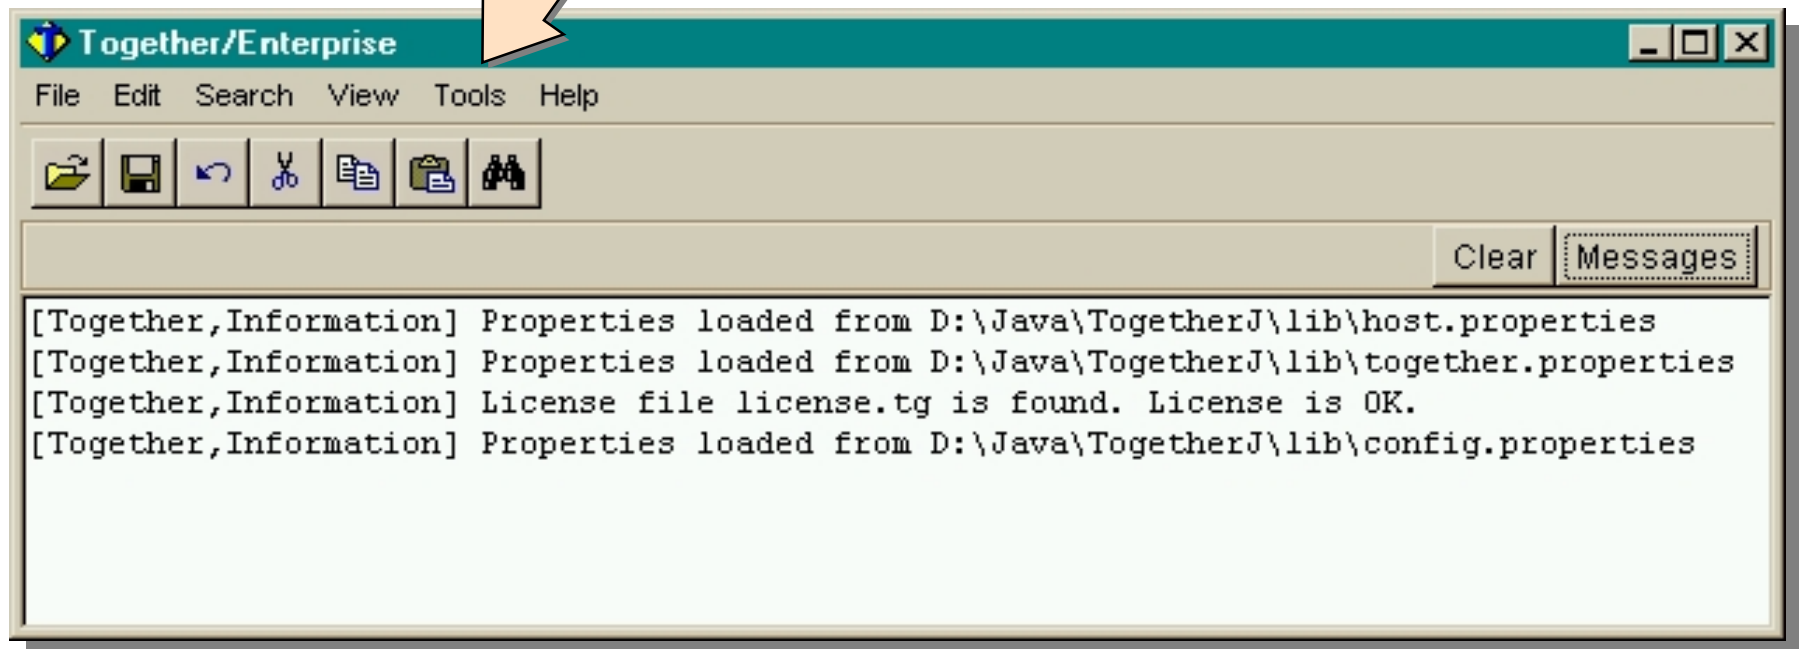 Together/Enterprise
File Edit Search View Tools Help
Clear Messages
[Together,Information] Properties loaded from D:\Java\TogetherJ\lib\host.properties
[Together,Information] Properties loaded from D:\Java\TogetherJ\lib\together.properties
[Together,Information] License file license.tg is found. License is OK.
[Together,Information] Properties loaded from D:\Java\TogetherJ\lib\config.properties